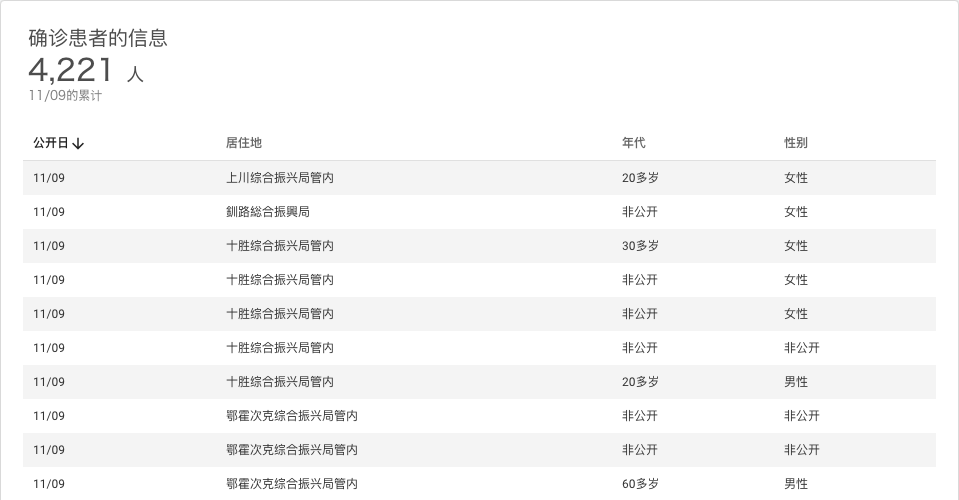 确诊患者的信息
4,221 人
11/09的累计
公开日↓ 居住地 年代 性别
11/09 上川综合振兴局管内 20多岁 女性
11/09 釧路総合振興局 非公开 女性
11/09 十胜综合振兴局管内 30多岁 女性
11/09 十胜综合振兴局管内 非公开 女性
11/09 十胜综合振兴局管内 非公开 女性
11/09 十胜综合振兴局管内 非公开 非公开
11/09 十胜综合振兴局管内 20多岁 男性
11/09 鄂霍次克综合振兴局管内 非公开 非公开
11/09 鄂霍次克综合振兴局管内 非公开 非公开
11/09 鄂霍次克综合振兴局管内 60多岁 男性